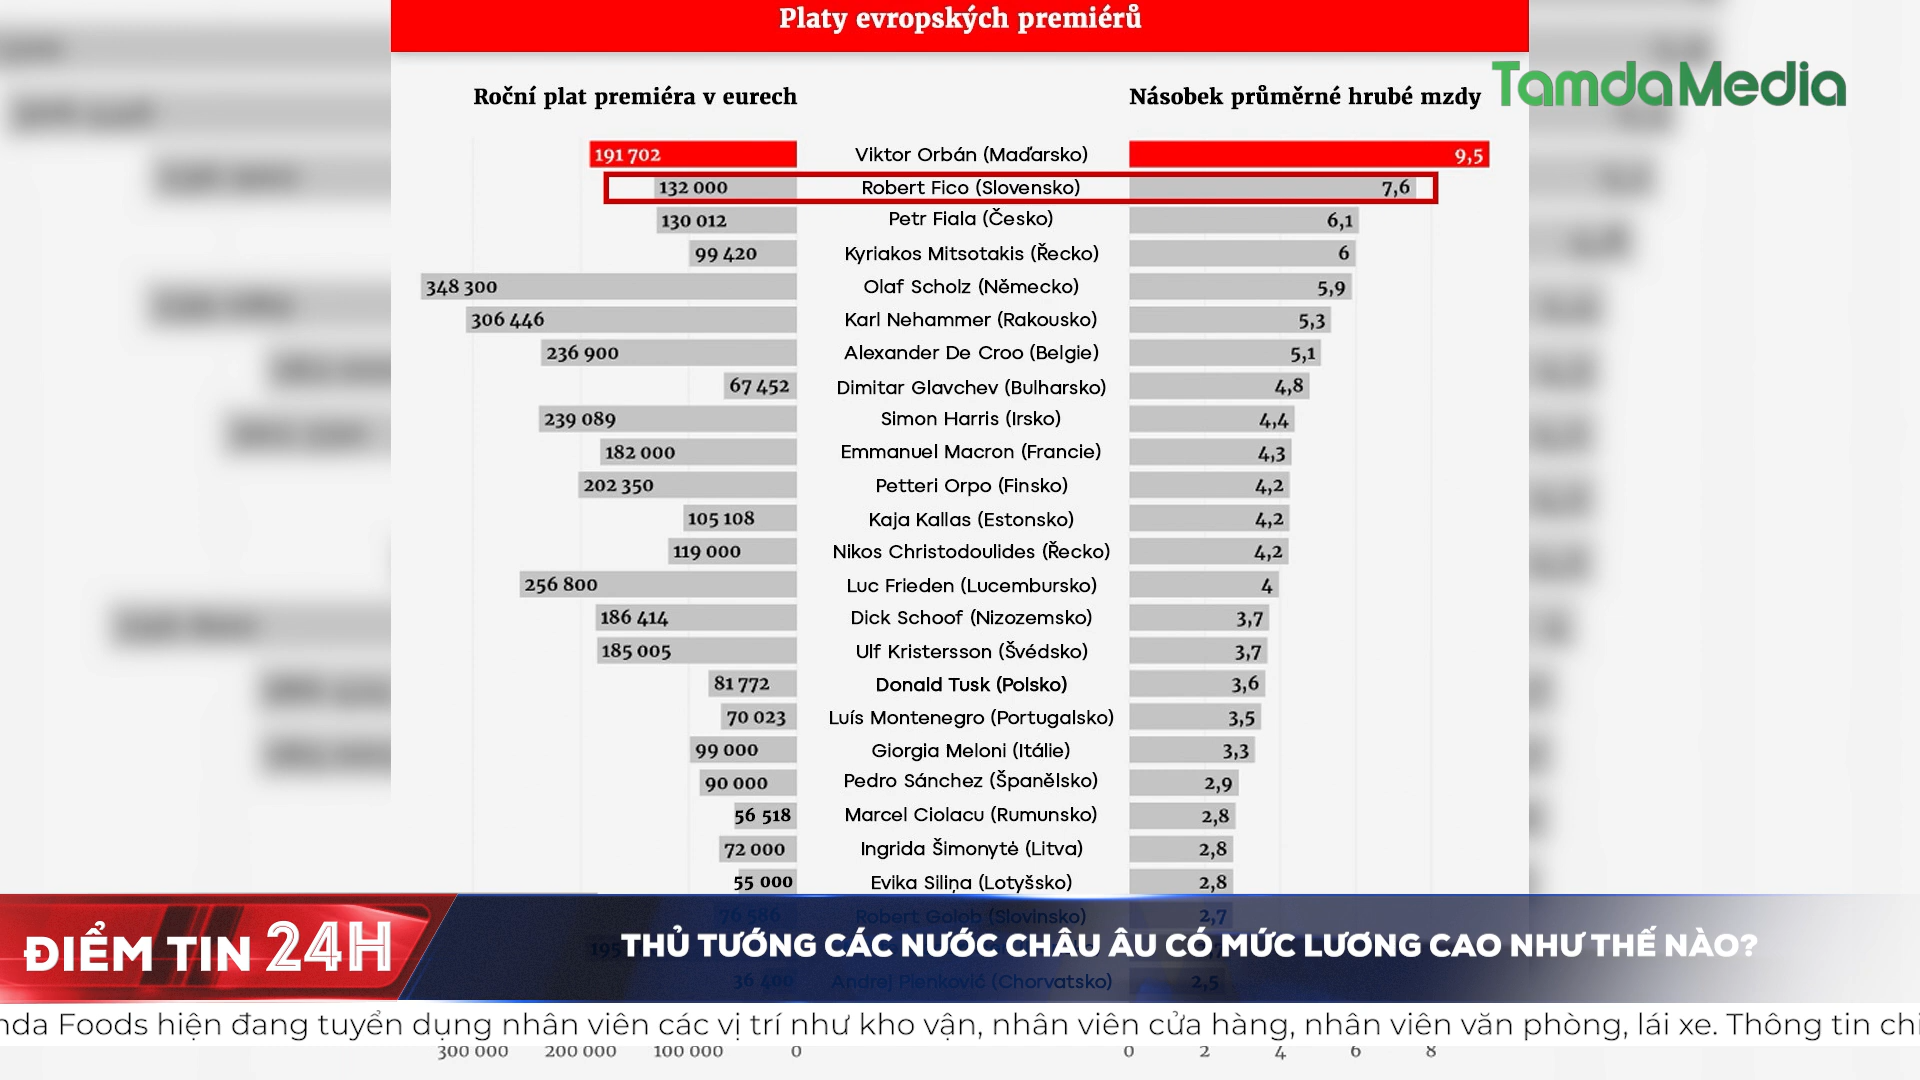 Platy evropských premiérů
TamdaMedia
Roční plat premiéra v eurech
Násobek průměrné hrubé mzdy
191 702 Viktor Orbán (Maďarsko) 9,5
132 000 Robert Fico (Slovensko) 7,6
130 012 Petr Fiala (Česko) 6,1
99 420 Kyriakos Mitsotakis (Řecko) 6
348 300 Olaf Scholz (Německo) 5,9
306 446 Karl Nehammer (Rakousko) 5,3
236 900 Alexander De Croo (Belgie) 5,1
67 452 Dimitar Glavchev (Bulharsko) 4,8
239 089 Simon Harris (Irsko) 4,4
182 000 Emmanuel Macron (Francie) 4,3
202 350 Petteri Orpo (Finsko) 4,2
105 108 Kaja Kallas (Estonsko) 4,2
119 000 Nikos Christodoulides (Řecko) 4,2
256 800 Luc Frieden (Lucembursko) 4
186 414 Dick Schoof (Nizozemsko) 3,7
185 005 Ulf Kristersson (Švédsko) 3,7
81 772 Donald Tusk (Polsko) 3,6
70 023 Luís Montenegro (Portugalsko) 3,5
99 000 Giorgia Meloni (Itálie) 3,3
90 000 Pedro Sánchez (Španělsko) 2,9
56 518 Marcel Ciolacu (Rumunsko) 2,8
72 000 Ingrida Šimonytė (Litva) 2,8
55 000 Evika Siliņa (Lotyšsko) 2,8
76 586 Robert Golob (Slovinsko) 2,7
ĐIỂM TIN 24H
THỦ TƯỚNG CÁC NƯỚC CHÂU ÂU CÓ MỨC LƯƠNG CAO NHƯ THẾ NÀO?
36 400 Andrej Plenković (Chorvatsko) 2,5
nda Foods hiện đang tuyển dụng nhân viên các vị trí như kho vận, nhân viên cửa hàng, nhân viên văn phòng, lái xe. Thông tin chi
300 000 200 000 100 000 0 0 2 4 6 8